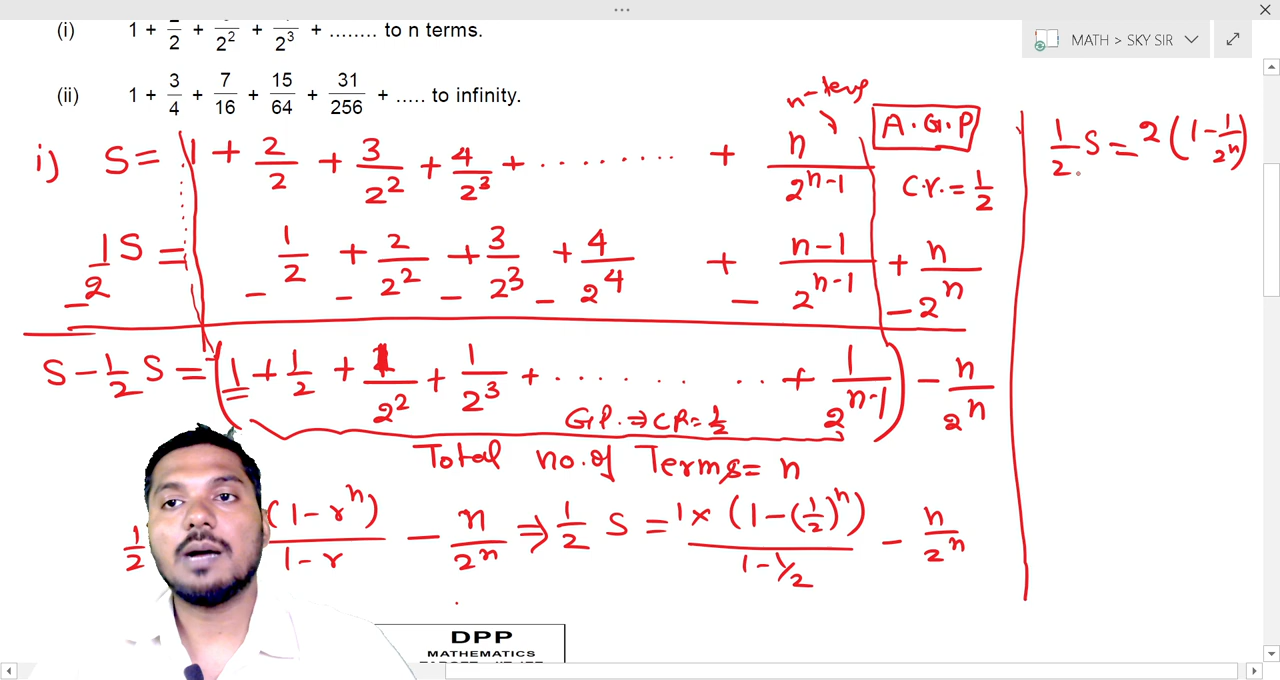 (i) 1 + /2 + /2² + /2³ + ........ to n terms.
MATH > SKY SIR
(ii) 1 + 3/4 + 7/16 + 15/64 + 31/256 + ..... to infinity.
n-term
A.G.P
i) S = 1 + 2/2 + 3/2² + 4/2³ + ........ + n/2ⁿ⁻¹
C.r. = 1/2
1/2 S = 1/2 + 2/2² + 3/2³ + 4/2⁴ + n-1/2ⁿ⁻¹ + n/2ⁿ
- - - - - - -
S - 1/2 S = (1 + 1/2 + 1/2² + 1/2³ + ........ + 1/2ⁿ⁻¹) - n/2ⁿ
G.P. ⇒ CR = 1/2
Total no. of Terms = n
1/2 (1 - rⁿ)/1 - r - n/2ⁿ ⇒ 1/2 S = 1 × (1 - (1/2)ⁿ)/1 - 1/2 - n/2ⁿ
1/2 S = 2 (1 - 1/2ⁿ)
DPP
MATHEMATICS